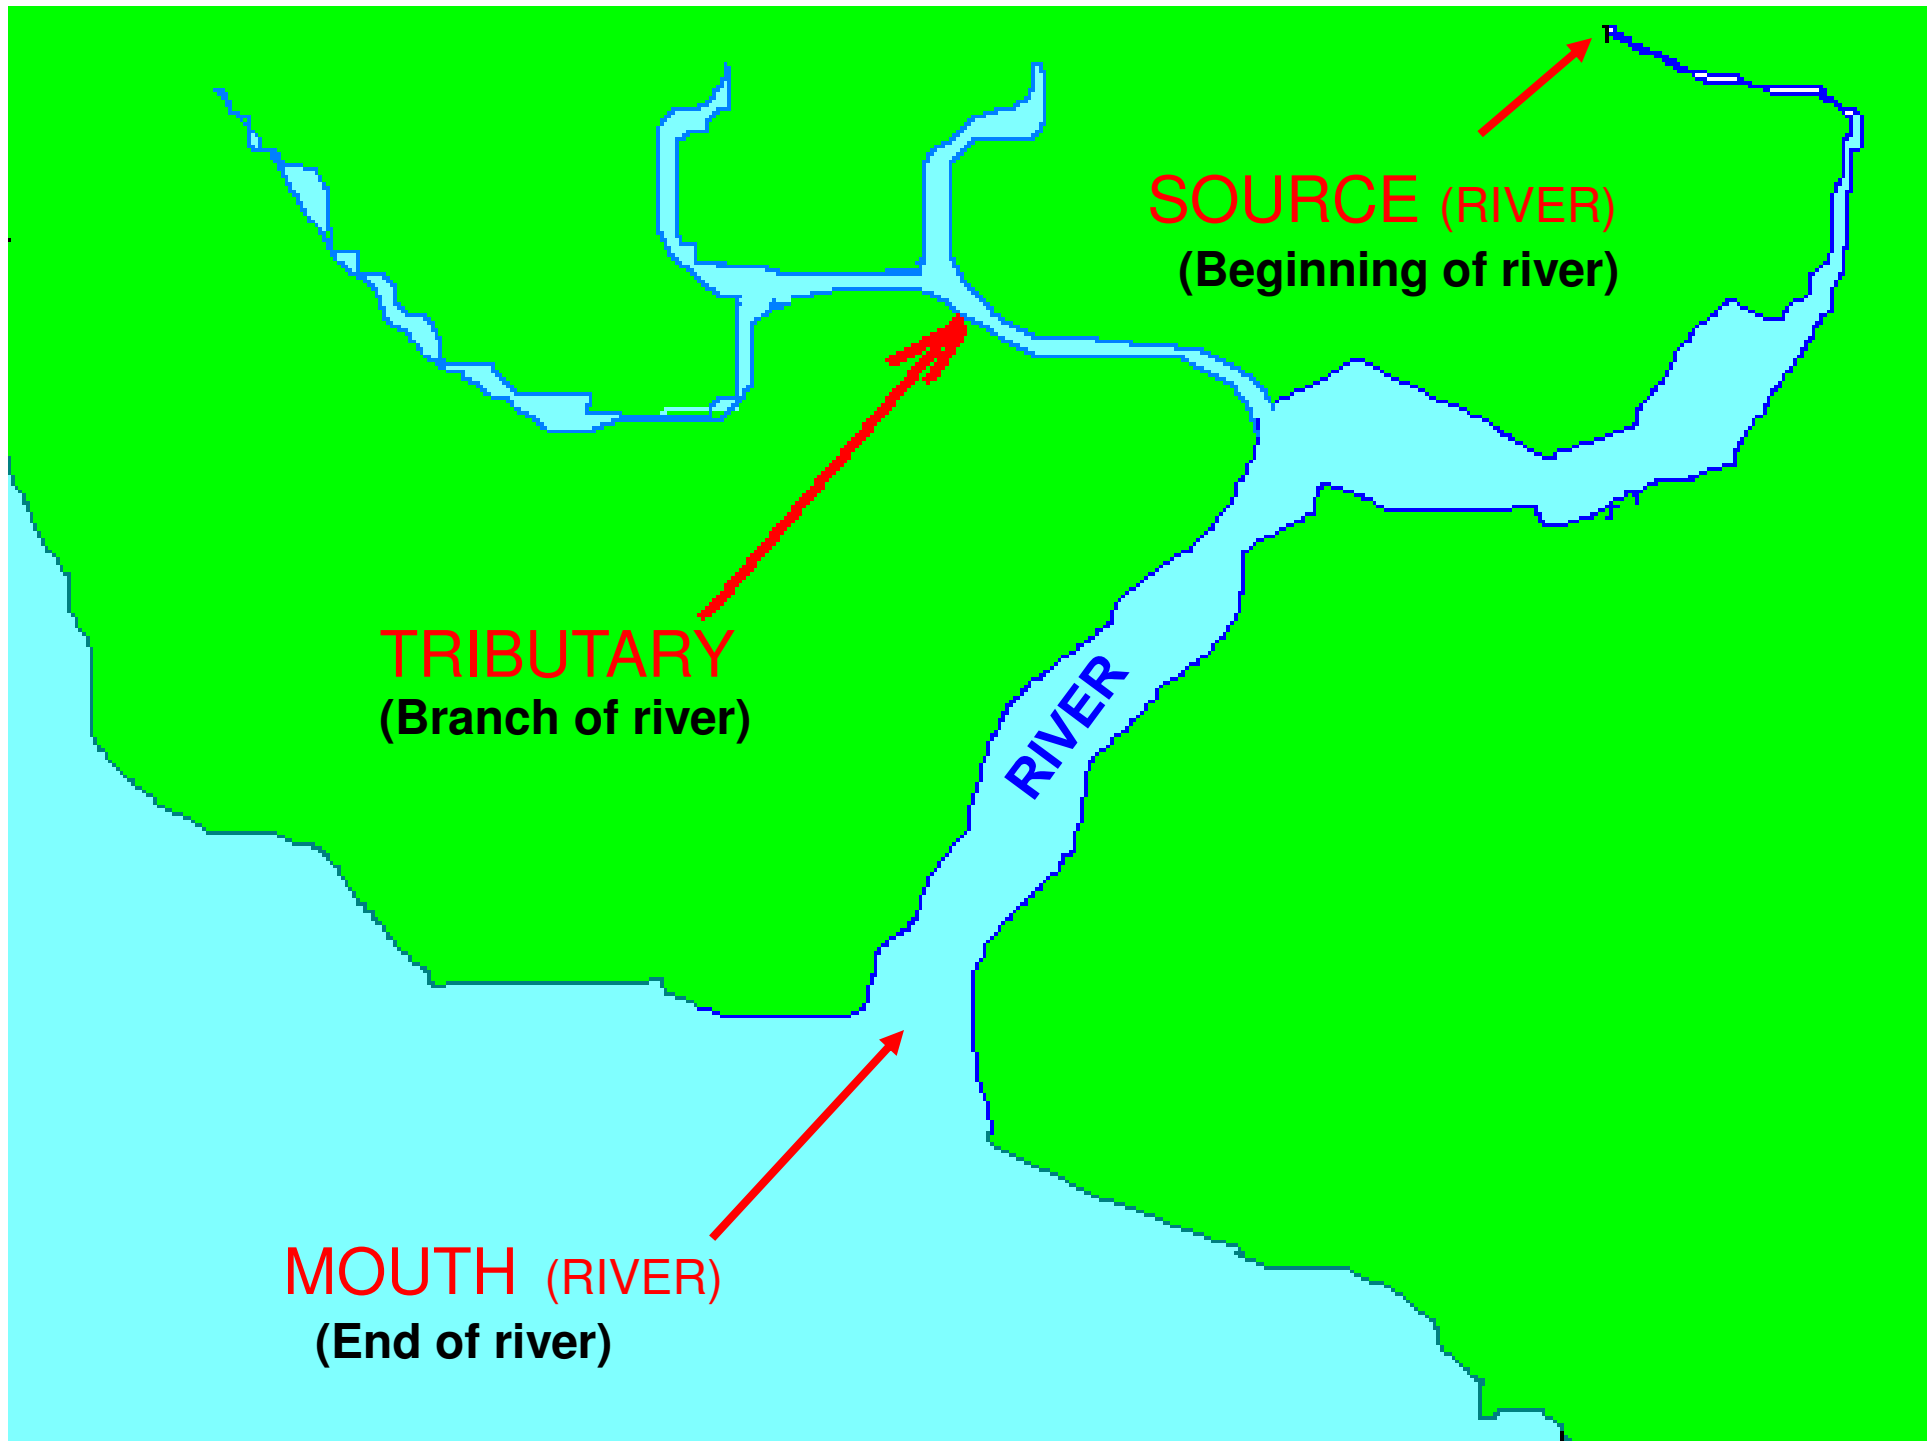 SOURCE (RIVER)
(Beginning of river)
TRIBUTARY
(Branch of river)
RIVER
MOUTH (RIVER)
(End of river)